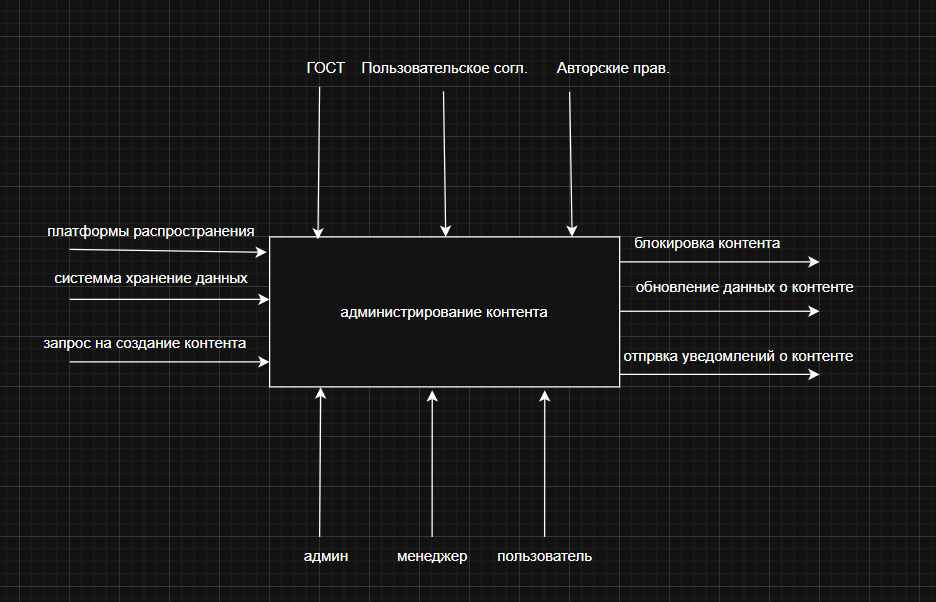 ГОСТ Пользовательское согл. Авторские прав.
платформы распространения
блокировка контента
системма хранение данных
обновление данных о контенте
администрирование контента
запрос на создание контента
отпрвка уведомлений о контенте
админ менеджер пользователь